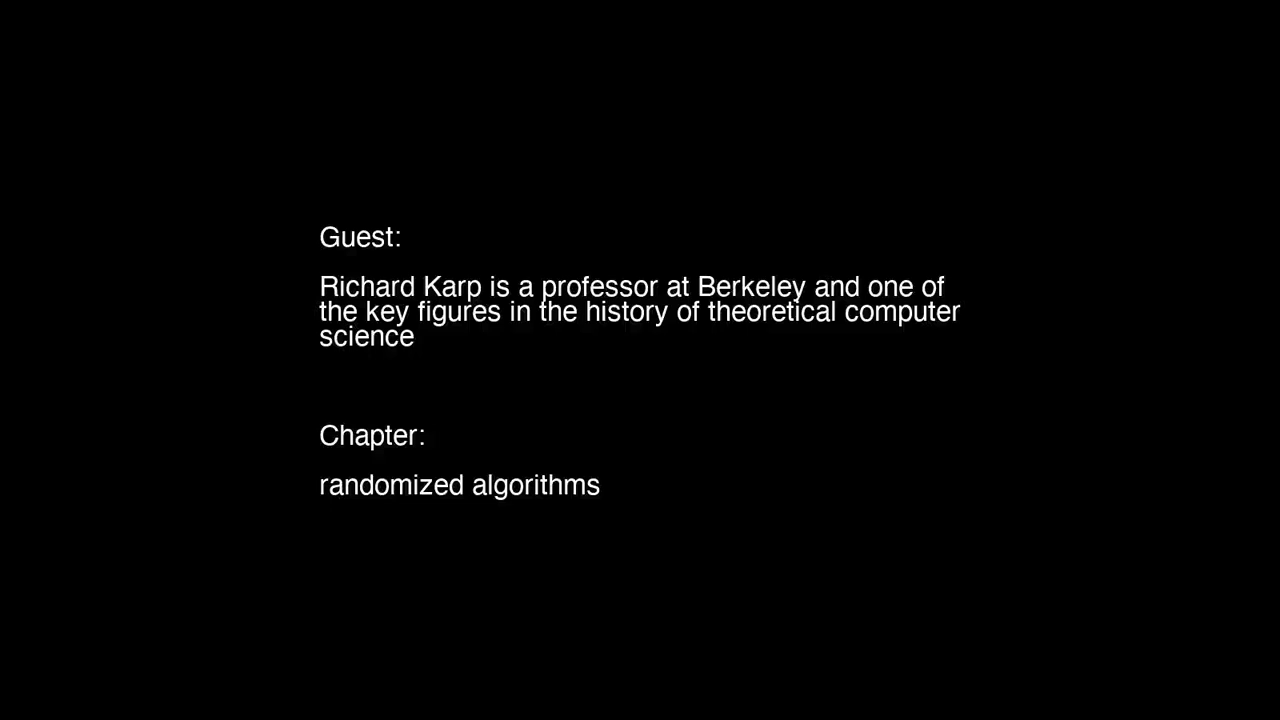 Guest:
Richard Karp is a professor at Berkeley and one of
the key figures in the history of theoretical computer
science
Chapter:
randomized algorithms